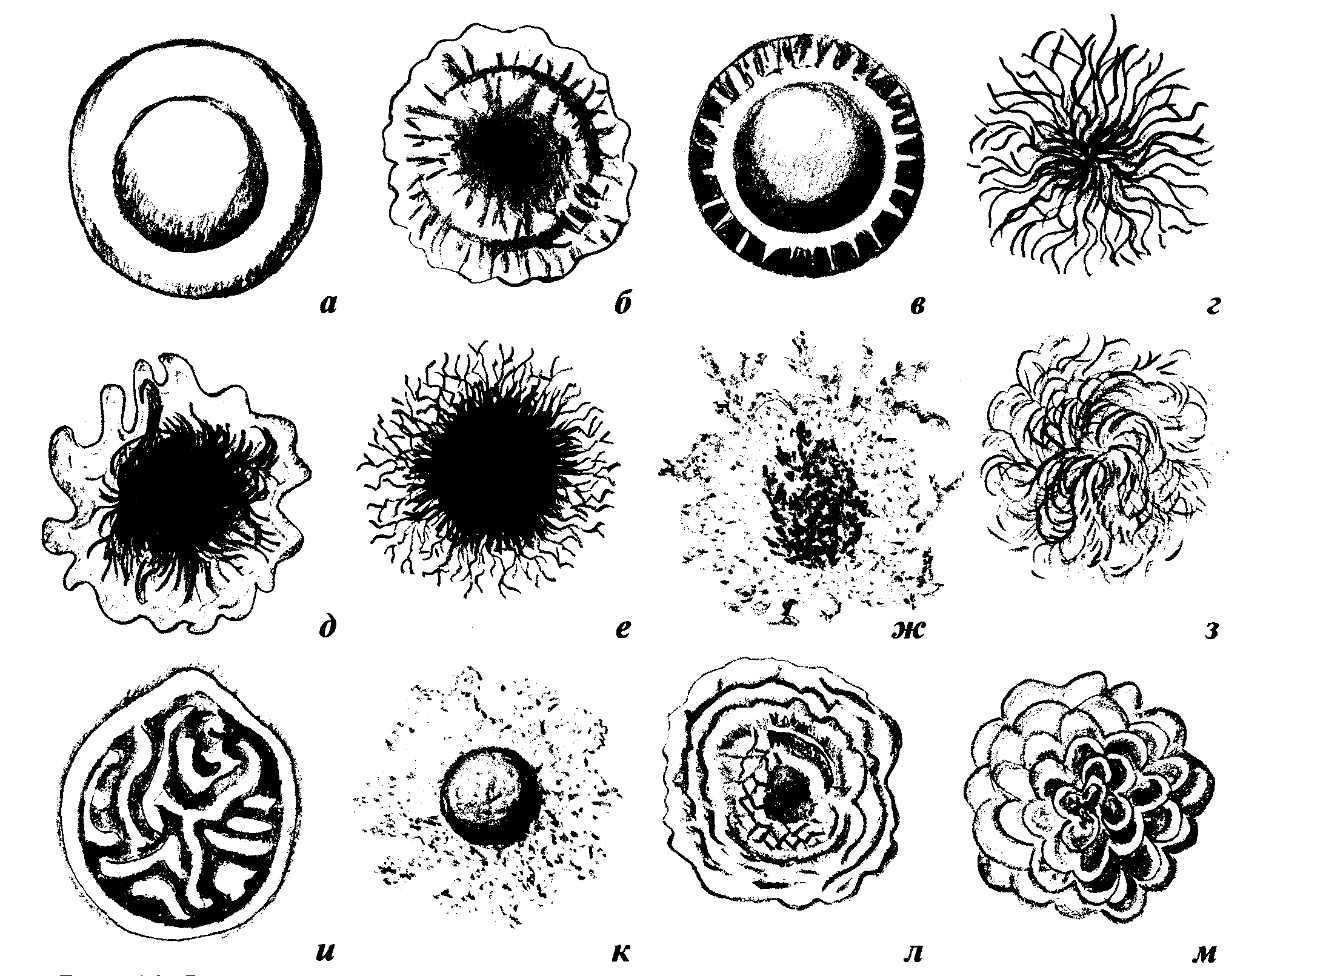 а б в г
д е ж з
и к л м